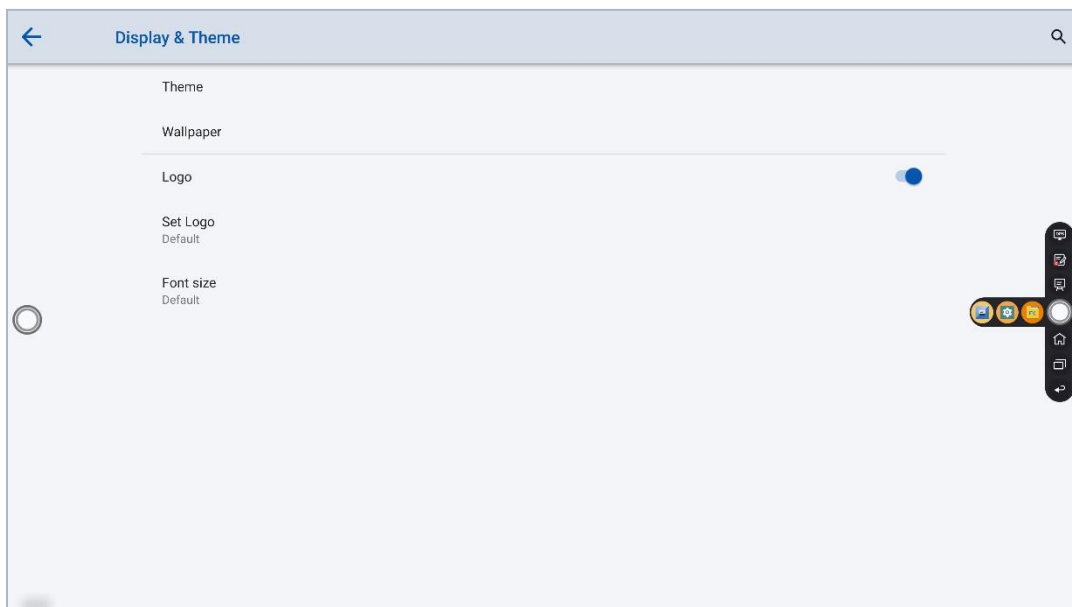 Display & Theme
Theme
Wallpaper
Logo
Set Logo
Default
Font size
Default